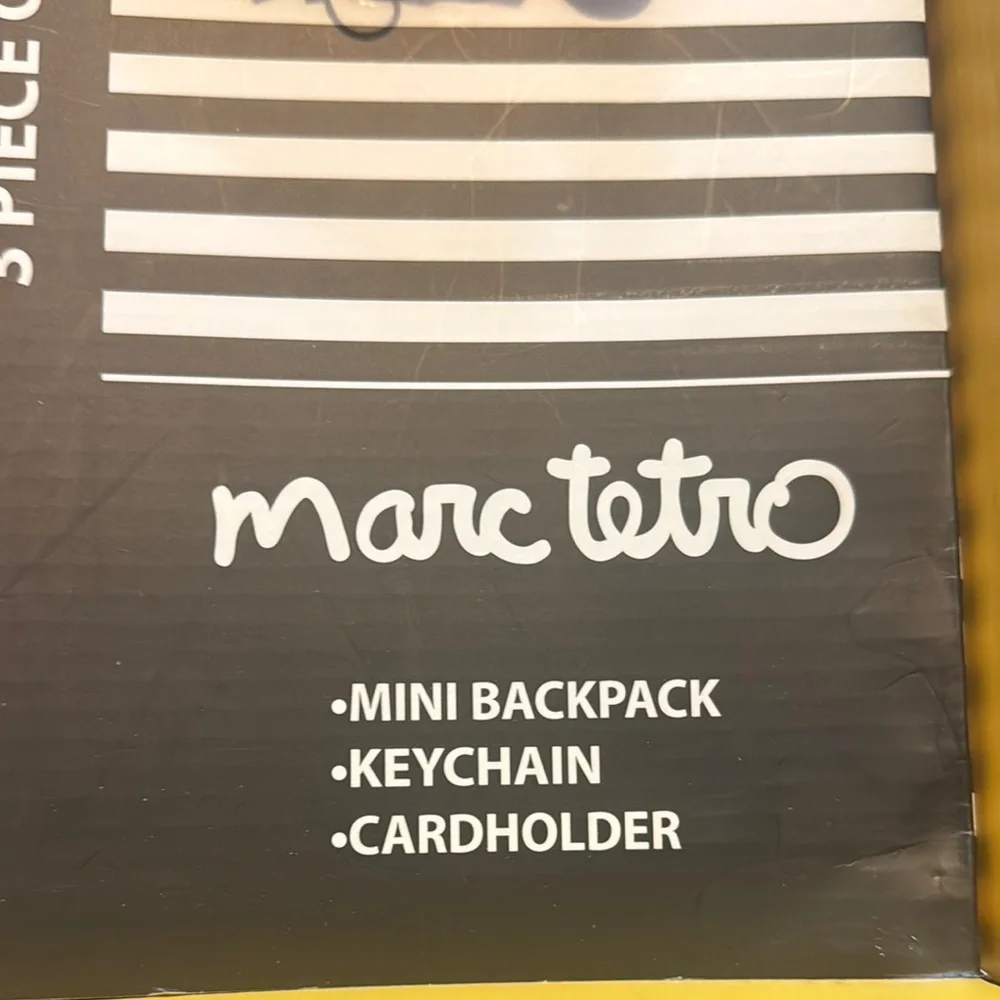 3 PIECE
marc tetro
•MINI BACKPACK
•KEYCHAIN
•CARDHOLDER